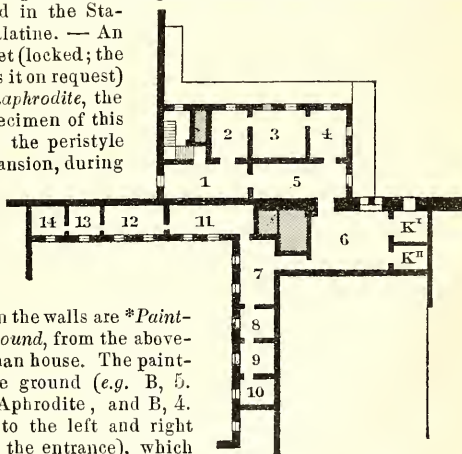 d in the Sta-
latine. — An
et (locked; the
s it on request)
aphrodite, the
ecimen of this
the peristyle
ansion, during
2 3 4
1 5
14 13 12 11
6 KI
KII
7
8
9
10
n the walls are *Paint-
ound, from the above-
man house. The paint-
e ground (e.g. B, 5.
Aphrodite, and B, 4.
to the left and right
the entrance), which